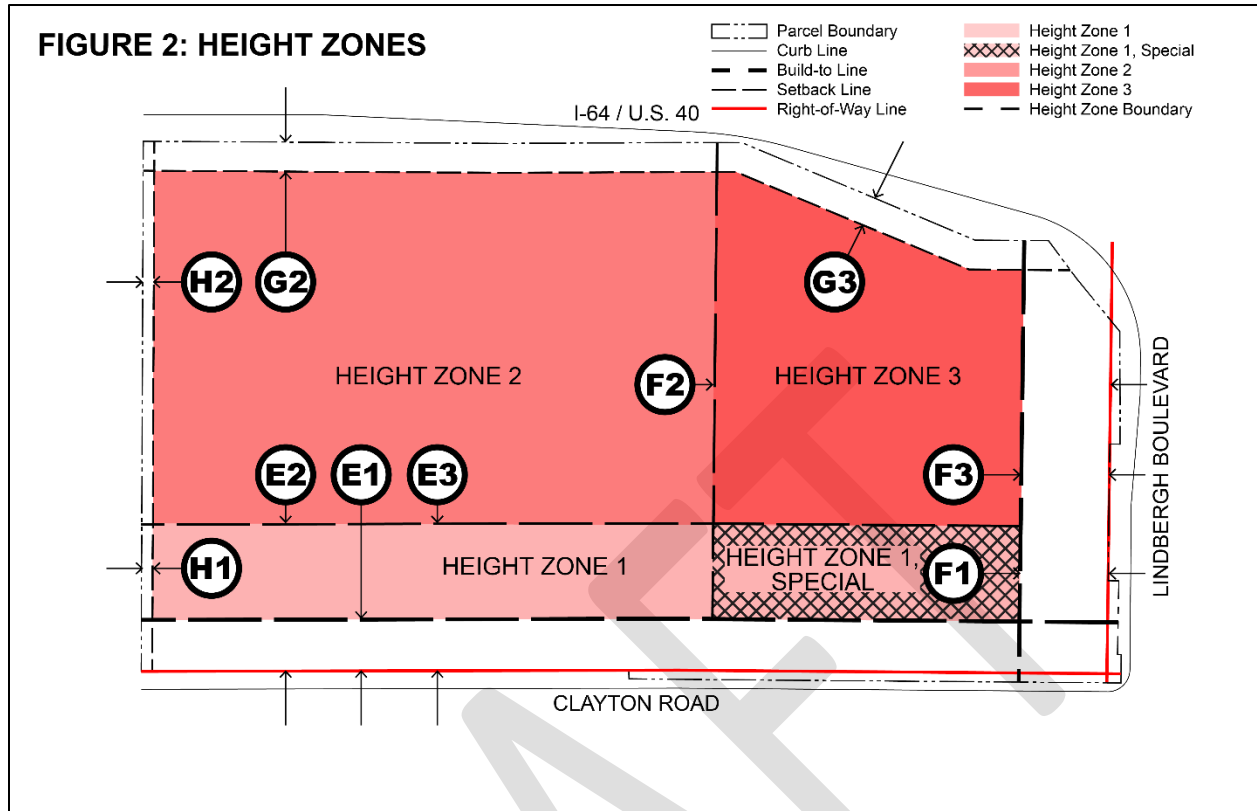 FIGURE 2: HEIGHT ZONES
Parcel Boundary
Curb Line
Build-to Line
Setback Line
Right-of-Way Line
Height Zone 1
Height Zone 1, Special
Height Zone 2
Height Zone 3
Height Zone Boundary
I-64 / U.S. 40
H2
G2
G3
HEIGHT ZONE 2
F2
HEIGHT ZONE 3
LINDBERGH BOULEVARD
E2
E1
E3
F3
H1
HEIGHT ZONE 1
HEIGHT ZONE 1,
SPECIAL
F1
CLAYTON ROAD